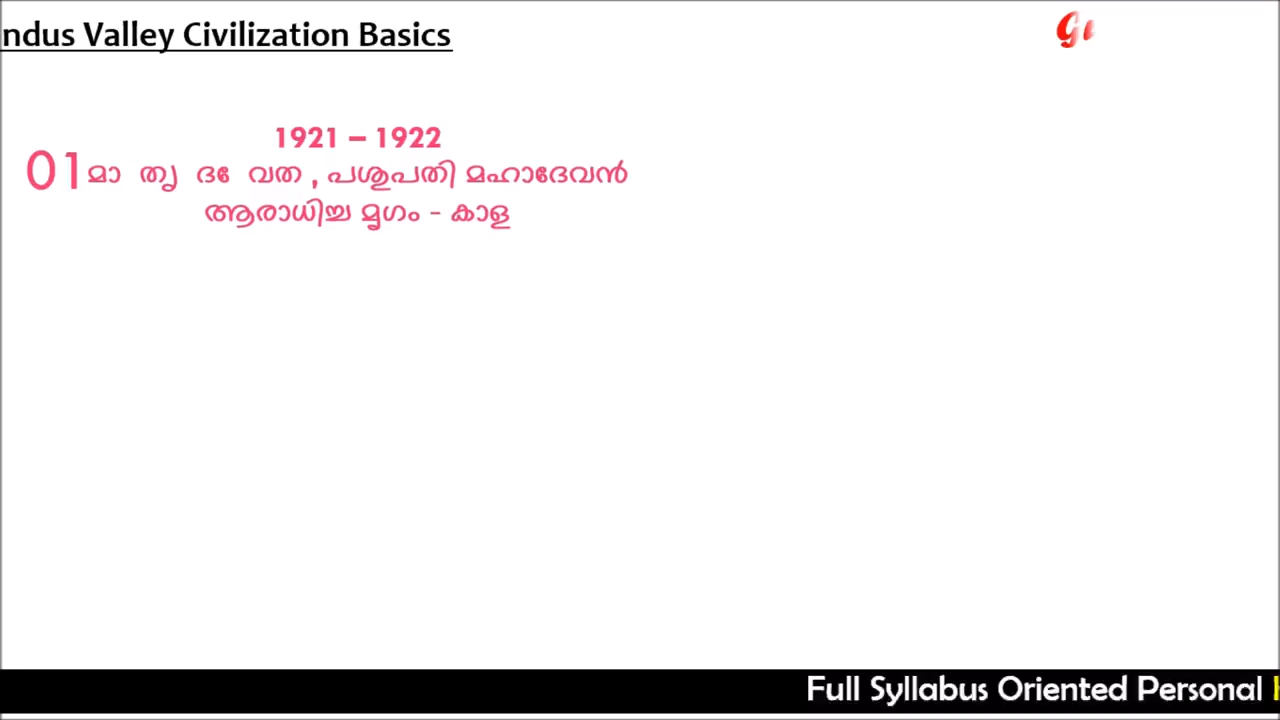 ndus Valley Civilization Basics
1921 – 1922
01 മാ തൃ ദേ വത , പശുപതി മഹാദേവൻ
ആരാധിച്ച മൃഗം - കാള
Full Syllabus Oriented Personal